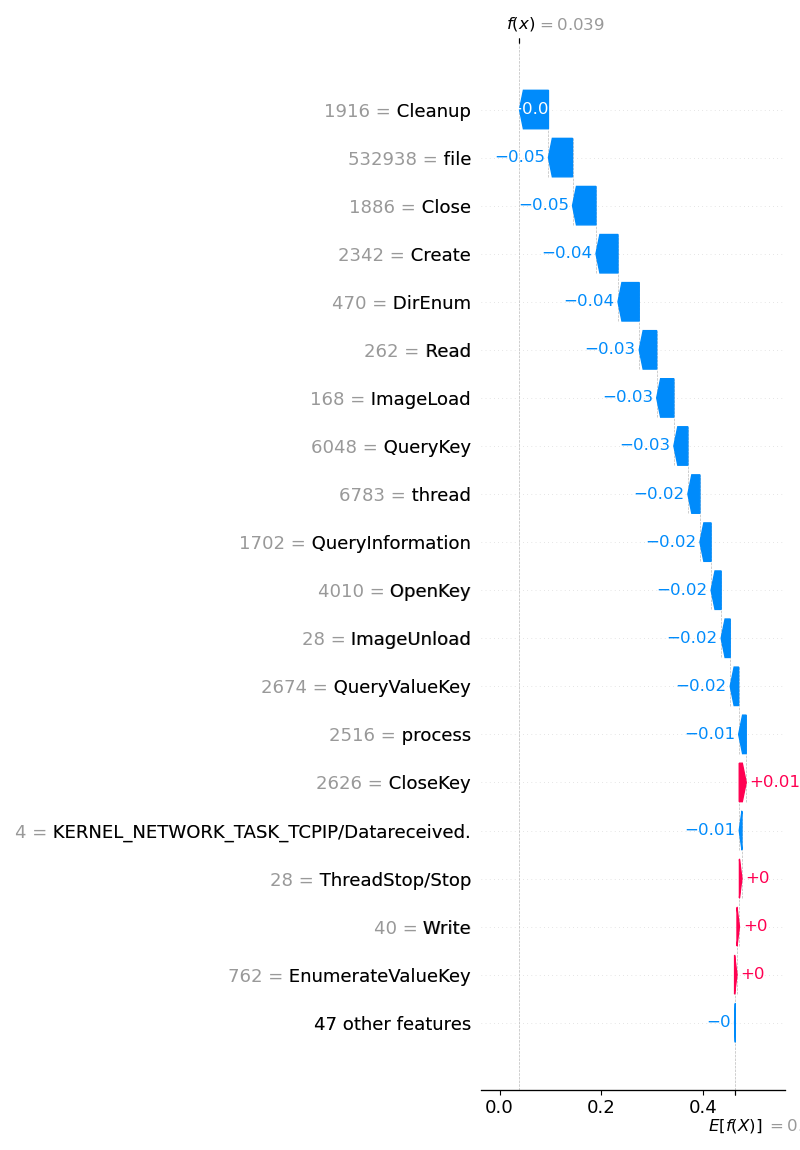 f(x) = 0.039
1916 = Cleanup
−0.05 532938 = file
−0.05 1886 = Close
−0.04 2342 = Create
−0.04 470 = DirEnum
−0.03 262 = Read
−0.03 168 = ImageLoad
−0.03 6048 = QueryKey
−0.02 6783 = thread
−0.02 1702 = QueryInformation
−0.02 4010 = OpenKey
−0.02 28 = ImageUnload
−0.02 2674 = QueryValueKey
−0.01 2516 = process
+0.01 2626 = CloseKey
−0.01 4 = KERNEL_NETWORK_TASK_TCPIP/Datareceived.
+0 28 = ThreadStop/Stop
+0 40 = Write
+0 762 = EnumerateValueKey
−0 47 other features
0.0 0.2 0.4
E[f(X)] = 0.